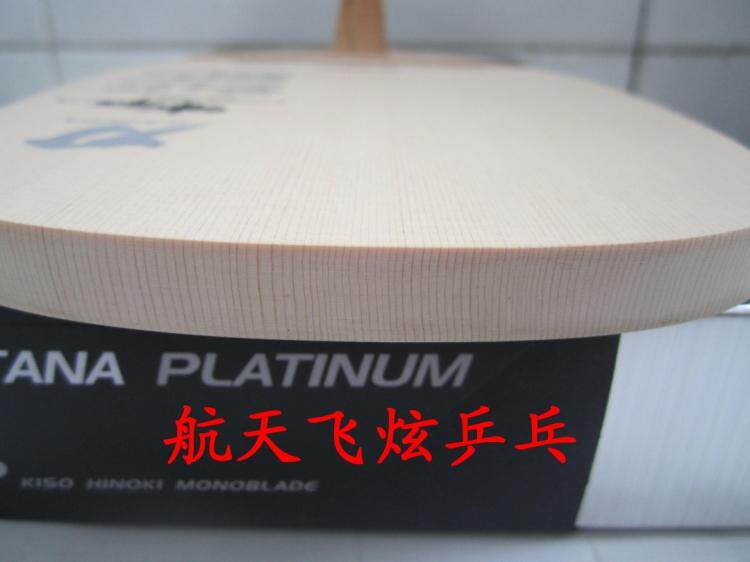 TANA PLATINUM
航天飞炫乒乓
KISO HINOKI MONOBLADE